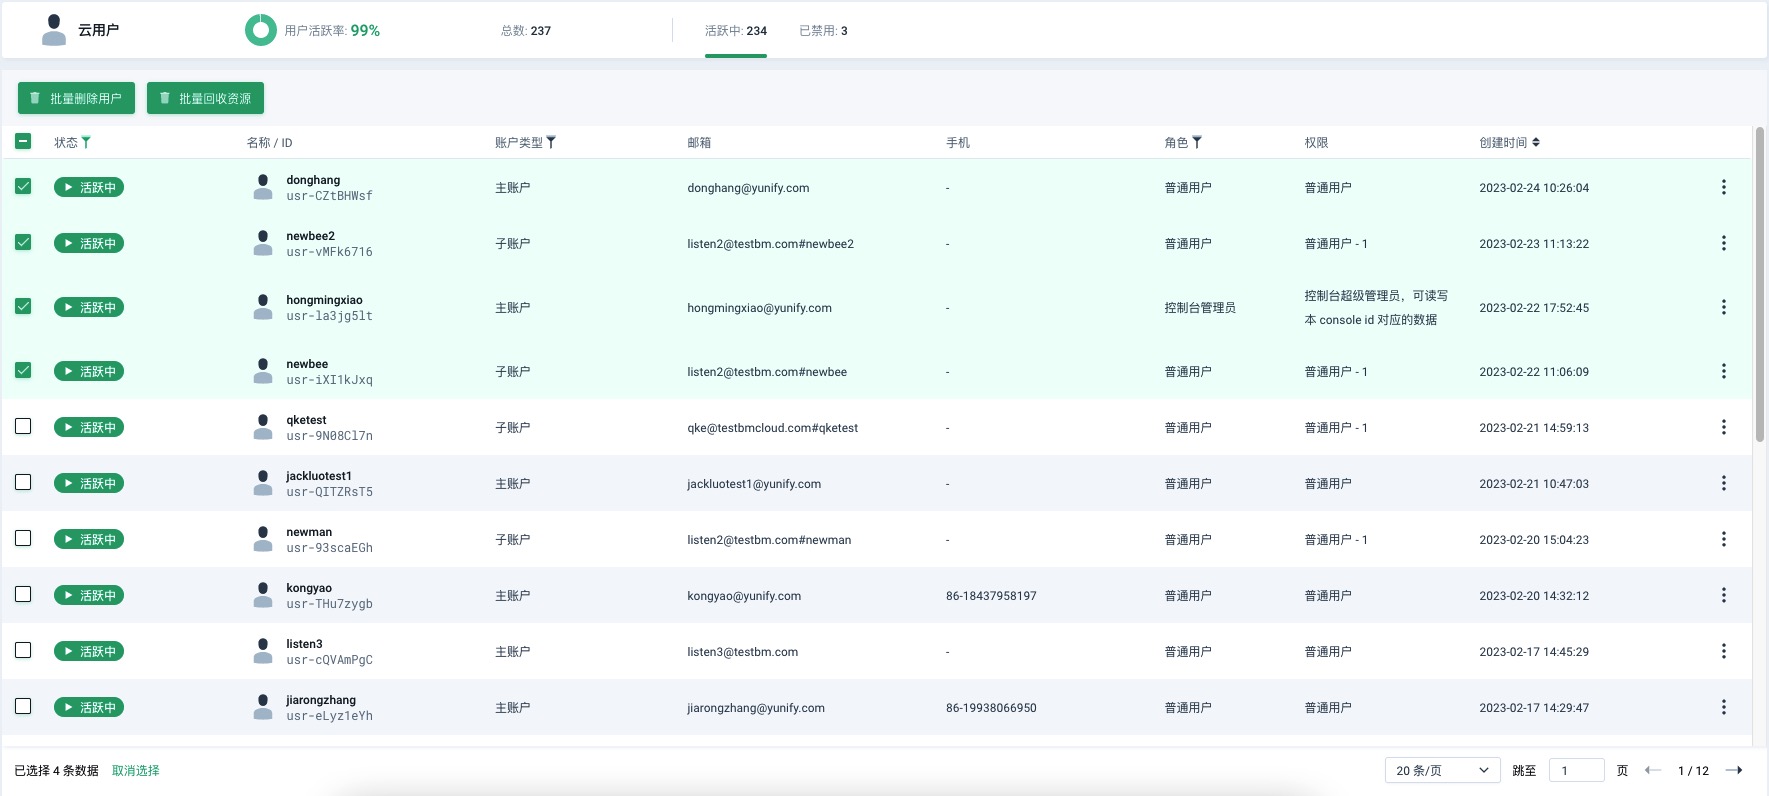 云用户
用户活跃率: 99%
总数: 237
活跃中: 234
已禁用: 3
批量删除用户
批量回收资源
状态 名称 / ID 账户类型 邮箱 手机 角色 权限 创建时间
活跃中 donghang 主账户 donghang@yunify.com - 普通用户 普通用户 2023-02-24 10:26:04
usr-CZtBHWsf
活跃中 newbee2 子账户 listen2@testbm.com#newbee2 - 普通用户 普通用户 - 1 2023-02-23 11:13:22
usr-vMFk6716
活跃中 hongmingxiao 主账户 hongmingxiao@yunify.com - 控制台管理员 控制台超级管理员，可读写 2023-02-22 17:52:45
usr-la3jg5lt 本 console id 对应的数据
活跃中 newbee 子账户 listen2@testbm.com#newbee - 普通用户 普通用户 - 1 2023-02-22 11:06:09
usr-iXI1kJxq
活跃中 qketest 子账户 qke@testbmcloud.com#qketest - 普通用户 普通用户 - 1 2023-02-21 14:59:13
usr-9N08Cl7n
活跃中 jackluotest1 主账户 jackluotest1@yunify.com - 普通用户 普通用户 2023-02-21 10:47:03
usr-QITZRsT5
活跃中 newman 子账户 listen2@testbm.com#newman - 普通用户 普通用户 - 1 2023-02-20 15:04:23
usr-93scaEGh
活跃中 kongyao 主账户 kongyao@yunify.com 86-18437958197 普通用户 普通用户 2023-02-20 14:32:12
usr-THu7zygb
活跃中 listen3 主账户 listen3@testbm.com - 普通用户 普通用户 2023-02-17 14:45:29
usr-cQVAmPgC
活跃中 jiarongzhang 主账户 jiarongzhang@yunify.com 86-19938066950 普通用户 普通用户 2023-02-17 14:29:47
usr-eLyz1eYh
已选择 4 条数据 取消选择 20 条/页 跳至 1 页 1 / 12